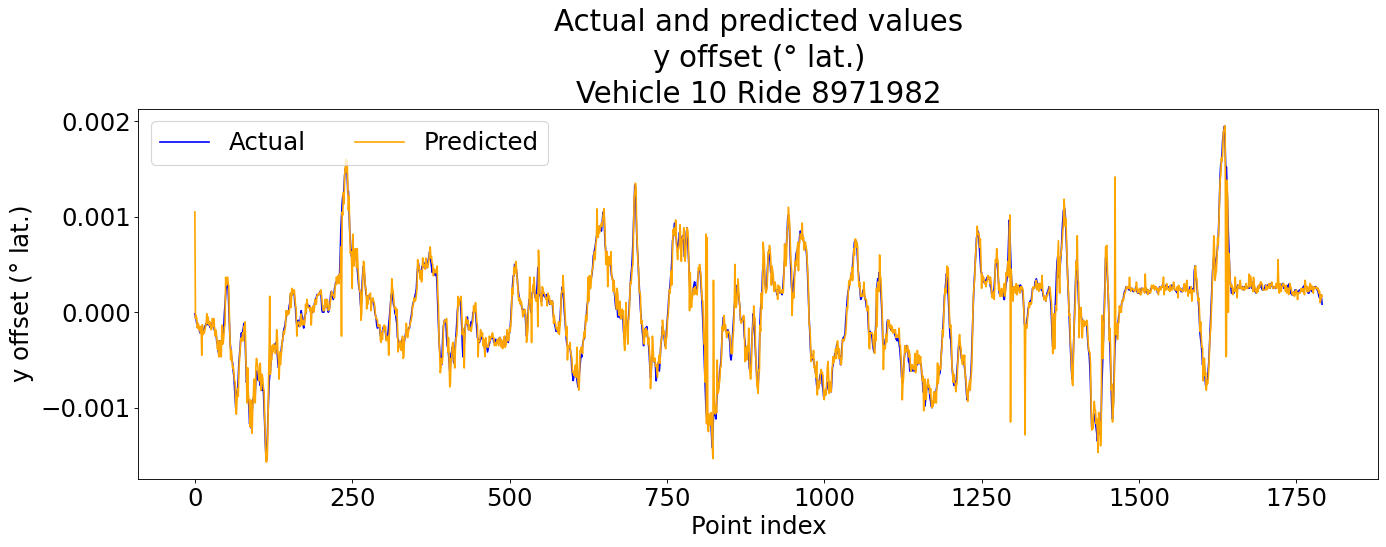 Actual and predicted values
y offset (° lat.)
Vehicle 10 Ride 8971982
Actual Predicted
y offset (° lat.)
0.002
0.001
0.000
−0.001
0 250 500 750 1000 1250 1500 1750
Point index